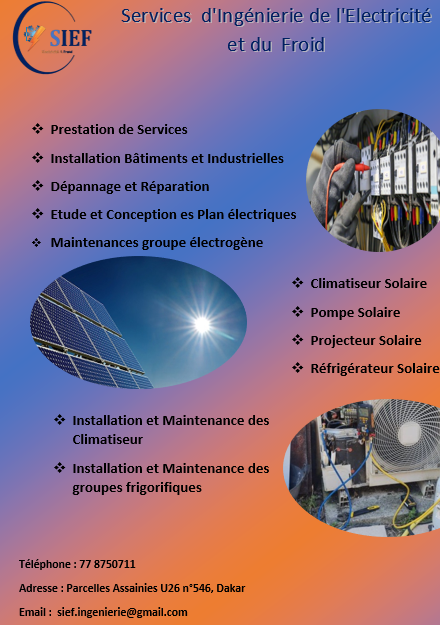 SIEF
Services d'Ingénierie de l'Electricité
et du Froid
❖ Prestation de Services
❖ Installation Bâtiments et Industrielles
❖ Dépannage et Réparation
❖ Etude et Conception es Plan électriques
❖ Maintenances groupe électrogène
❖ Climatiseur Solaire
❖ Pompe Solaire
❖ Projecteur Solaire
❖ Réfrigérateur Solaire
❖ Installation et Maintenance des
Climatiseur
❖ Installation et Maintenance des
groupes frigorifiques
Téléphone : 77 8750711
Adresse : Parcelles Assainies U26 n°546, Dakar
Email : sief.ingenierie@gmail.com